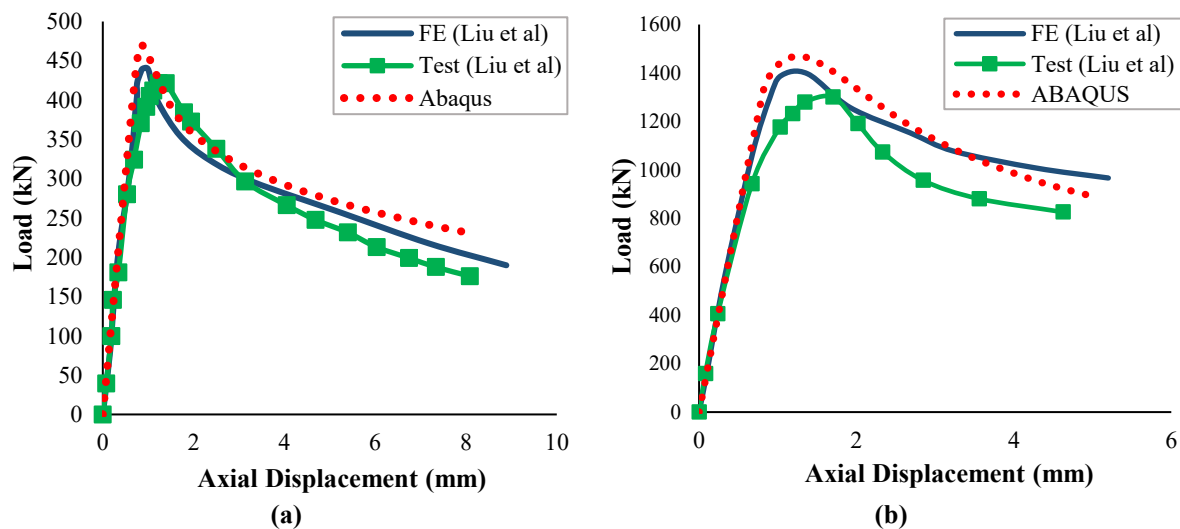 500
450
400
350
300
250
200
150
100
50
0
Load (kN)
0 2 4 6 8 10
Axial Displacement (mm)
FE (Liu et al)
Test (Liu et al)
Abaqus
(a)
1600
1400
1200
1000
800
600
400
200
0
Load (kN)
0 2 4 6
Axial Displacement (mm)
FE (Liu et al)
Test (Liu et al)
ABAQUS
(b)